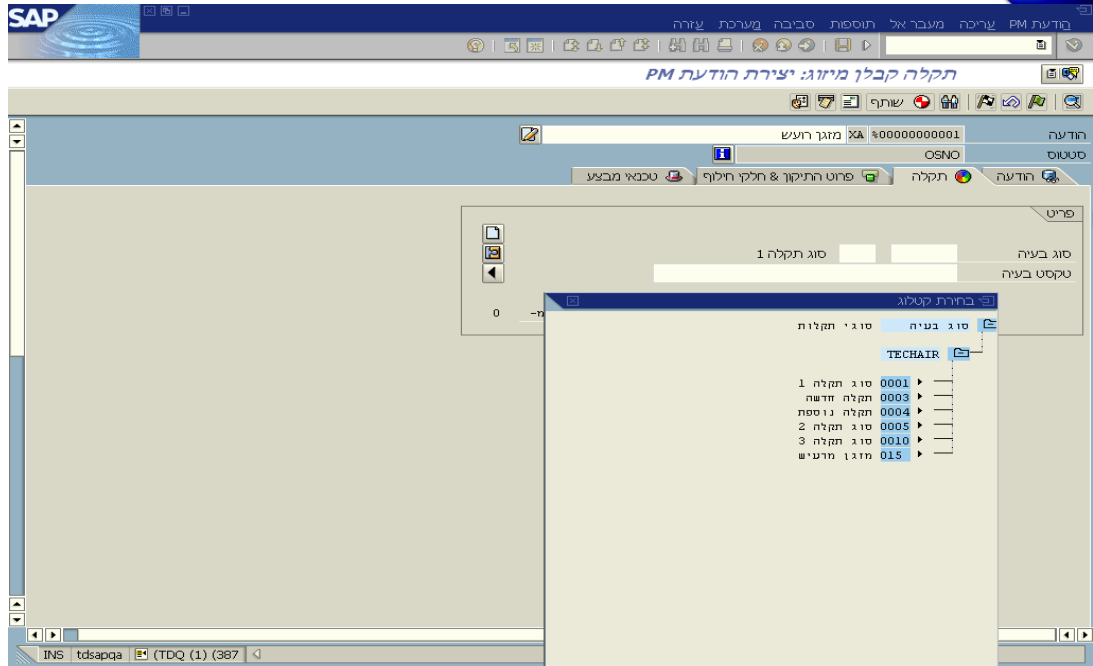 SAP
הודעת PM עריכה מעבר אל תוספות סביבה מערכת עזרה
תקלה קבלן מיזוג: יצירת הודעת PM
שותף
הודעה %00000000001 XA מזגך רועש
סטטוס OSNO
הודעה תקלה פרוט התיקון & חלקי חילוף טכנאי מבצע
פריט
סוג בעיה סוג תקלה 1
טקסט בעיה
מ- 0
בחירת קטלוג
סוג בעיה סוגי תקלות
TECHAIR
0001 סוג תקלה 1
0003 תקלה חדשה
0004 תקלה נוספת
0005 סוג תקלה 2
0010 סוג תקלה 3
015 מזגן מרעיש
INS tdsapqa (TDQ (1) (387